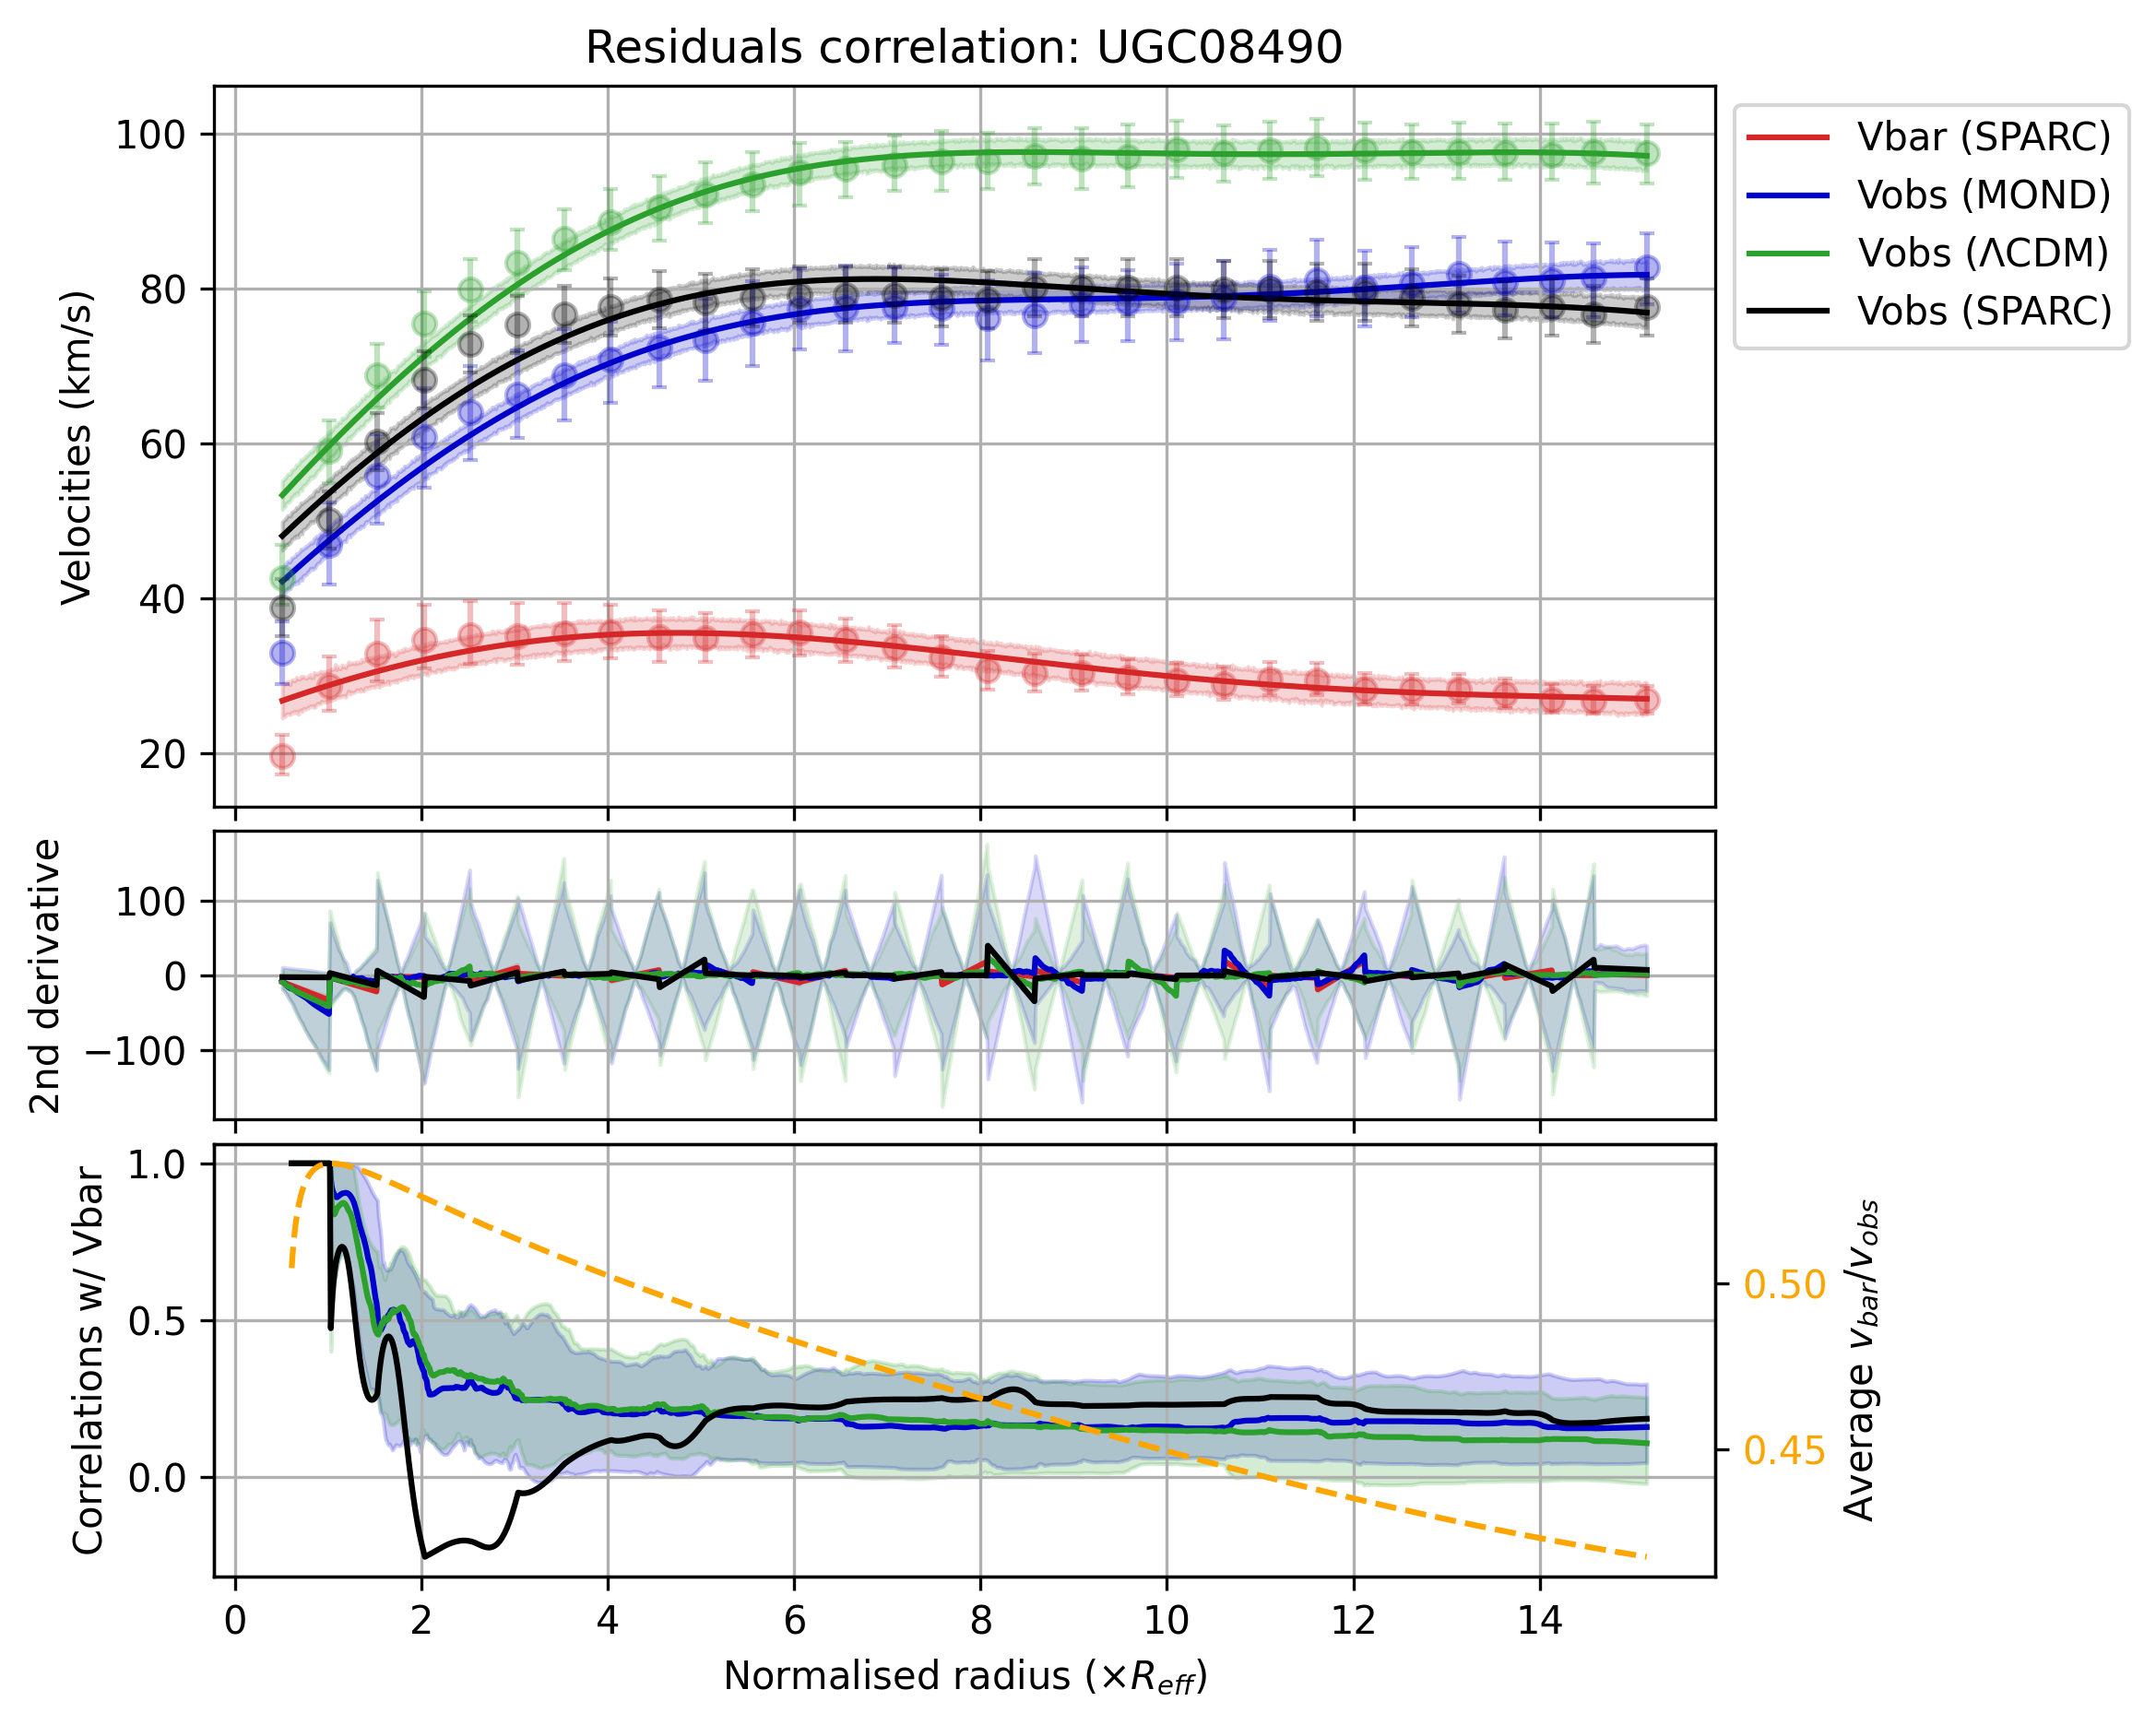 Residuals correlation: UGC08490
Velocities (km/s)
100
80
60
40
20
Vbar (SPARC)
Vobs (MOND)
Vobs (ΛCDM)
Vobs (SPARC)
2nd derivative
100
0
−100
Correlations w/ Vbar
1.0
0.5
0.0
0.50
0.45
Average v_bar/v_obs
0 2 4 6 8 10 12 14
Normalised radius (×R_eff)